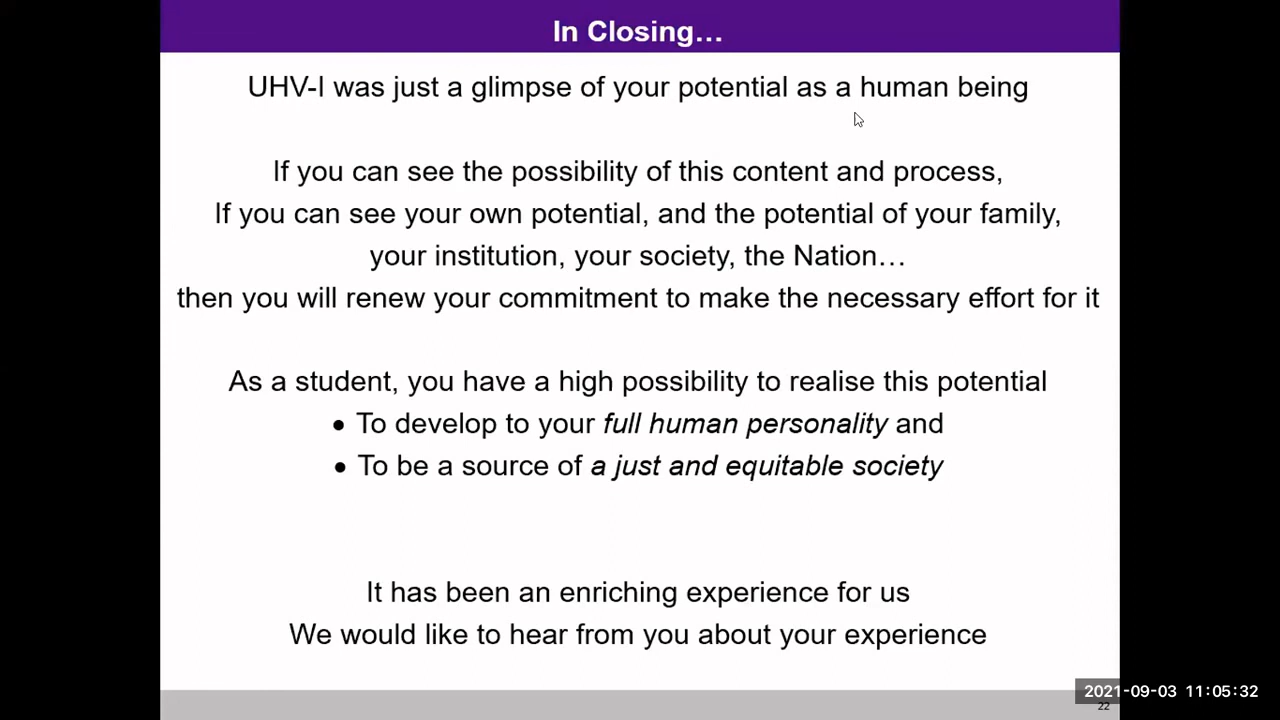 In Closing…
UHV-I was just a glimpse of your potential as a human being
If you can see the possibility of this content and process,
If you can see your own potential, and the potential of your family,
your institution, your society, the Nation…
then you will renew your commitment to make the necessary effort for it
As a student, you have a high possibility to realise this potential
• To develop to your full human personality and
• To be a source of a just and equitable society
It has been an enriching experience for us
We would like to hear from you about your experience
2021-09-03 11:05:32
22